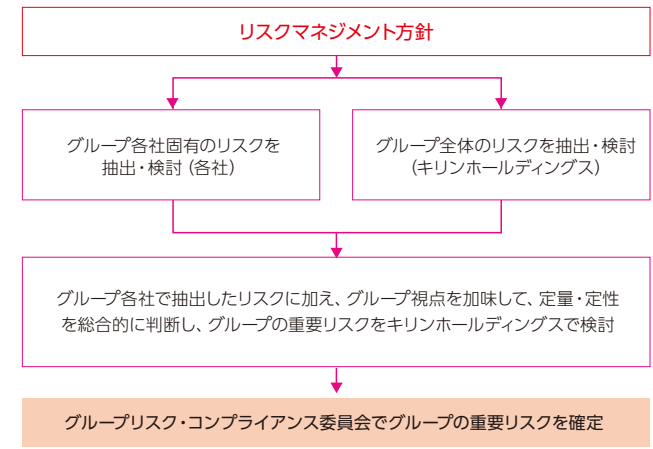 リスクマネジメント方針
グループ各社固有のリスクを
抽出・検討（各社）
グループ全体のリスクを抽出・検討
（キリンホールディングス）
グループ各社で抽出したリスクに加え、グループ視点を加味して、定量・定性
を総合的に判断し、グループの重要リスクをキリンホールディングスで検討
グループリスク・コンプライアンス委員会でグループの重要リスクを確定